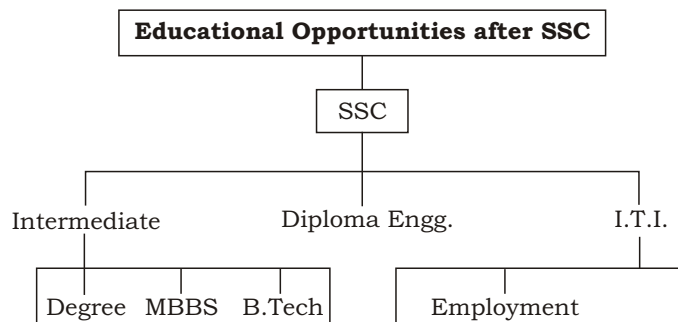 Educational Opportunities after SSC
SSC
Intermediate Diploma Engg. I.T.I.
Degree MBBS B.Tech Employment